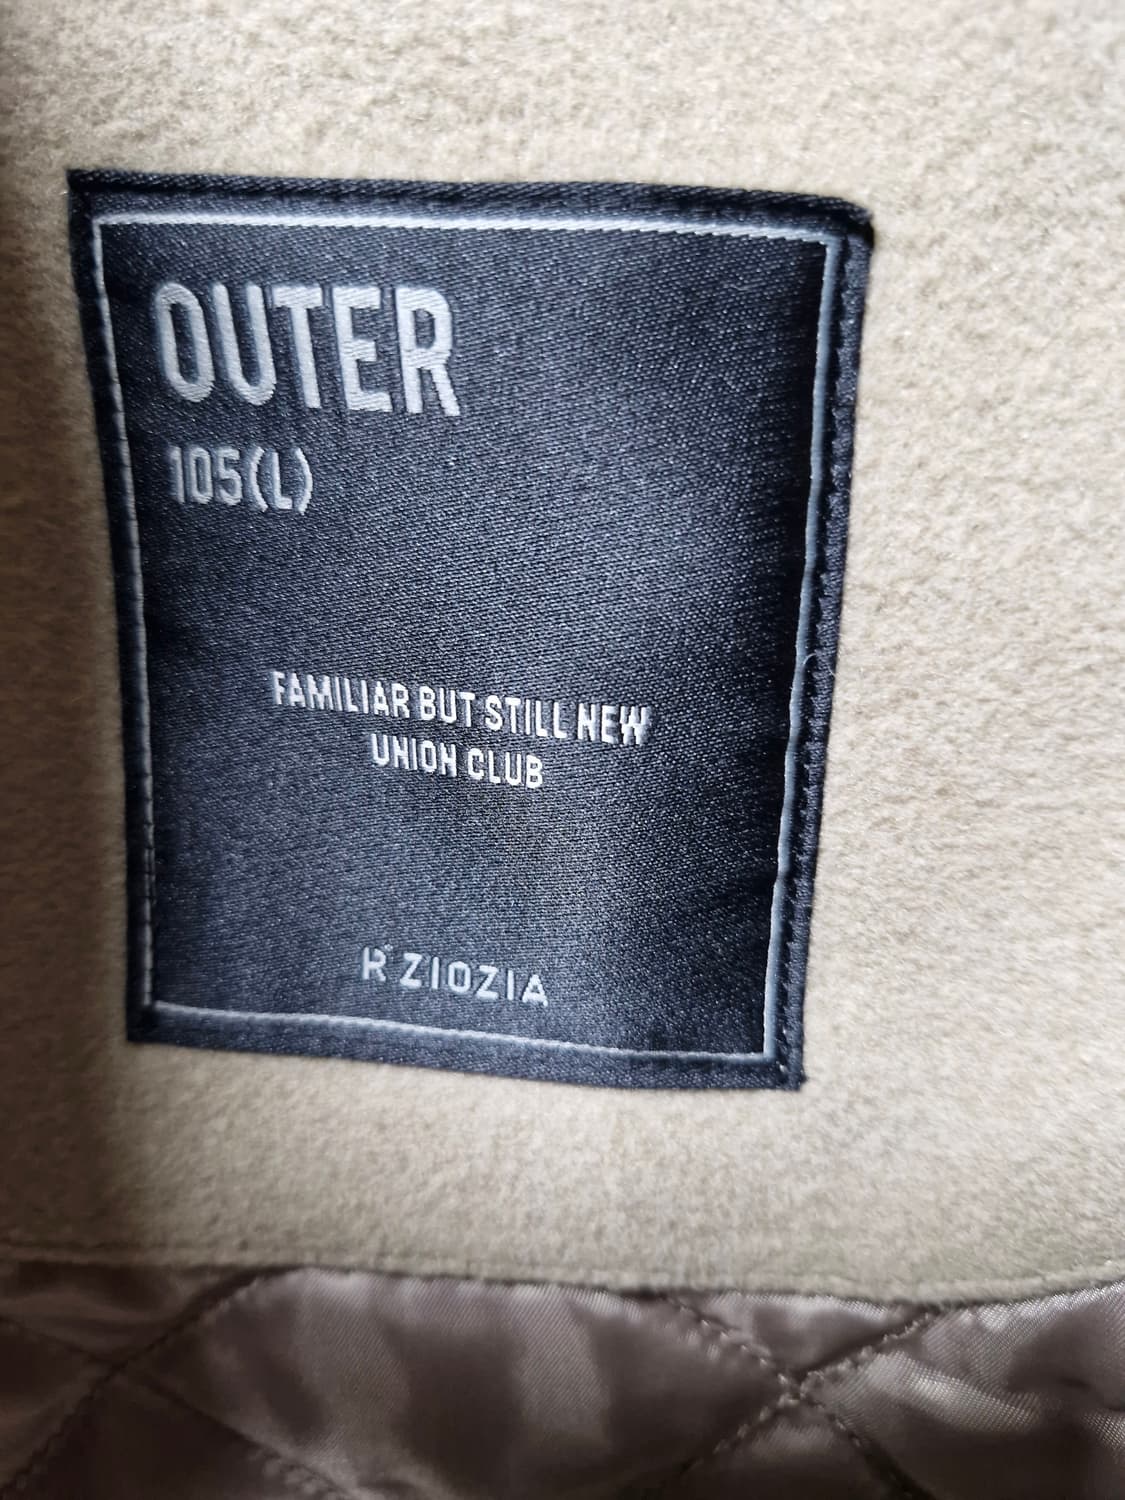 OUTER
105(L)
FAMILIAR BUT STILL NEW
UNION CLUB
R'ZIOZIA